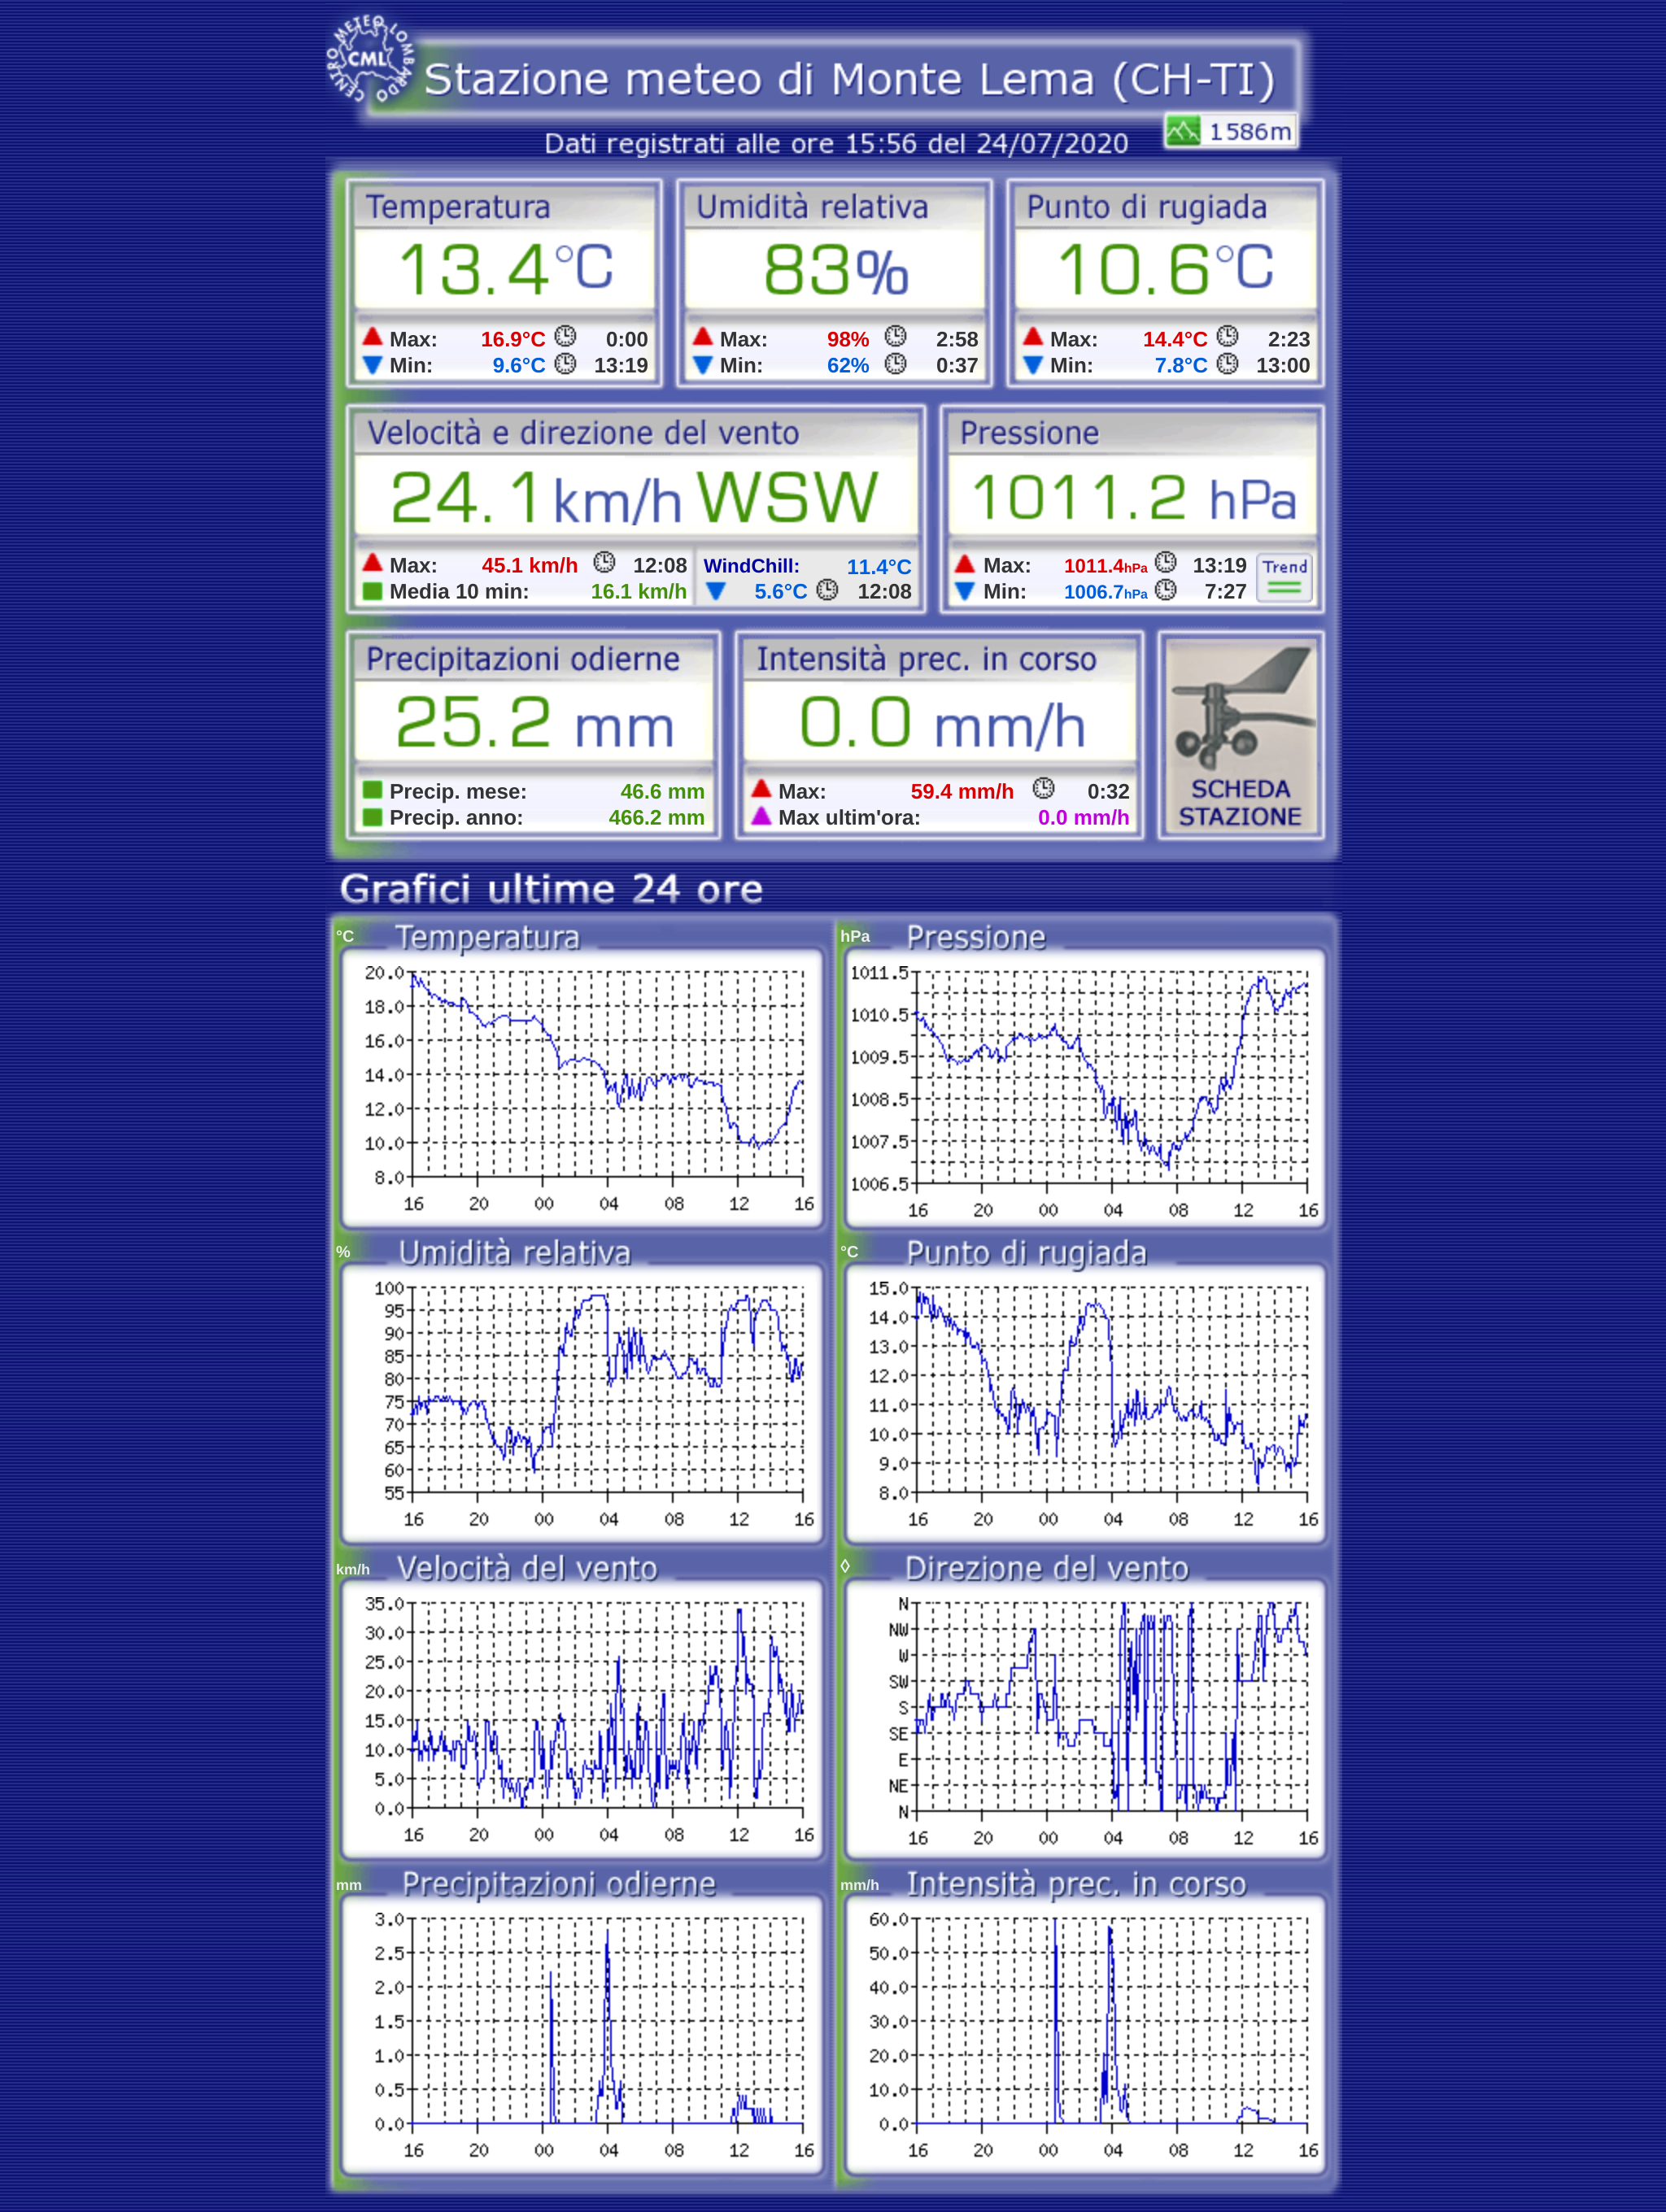 CENTRO METEO LOMBARDO
CML
Stazione meteo di Monte Lema (CH-TI)
Dati registrati alle ore 15:56 del 24/07/2020
1586m
Temperatura
13.4°C
Max: 16.9°C 0:00
Min: 9.6°C 13:19
Umidità relativa
83%
Max: 98% 2:58
Min: 62% 0:37
Punto di rugiada
10.6°C
Max: 14.4°C 2:23
Min: 7.8°C 13:00
Velocità e direzione del vento
24.1km/h WSW
Max: 45.1 km/h 12:08
Media 10 min: 16.1 km/h
WindChill: 11.4°C
5.6°C 12:08
Pressione
1011.2 hPa
Max: 1011.4hPa 13:19
Min: 1006.7hPa 7:27
Trend
Precipitazioni odierne
25.2 mm
Precip. mese: 46.6 mm
Precip. anno: 466.2 mm
Intensità prec. in corso
0.0 mm/h
Max: 59.4 mm/h 0:32
Max ultim'ora: 0.0 mm/h
SCHEDA
STAZIONE
Grafici ultime 24 ore
°C Temperatura
20.0
18.0
16.0
14.0
12.0
10.0
8.0
16 20 00 04 08 12 16
hPa Pressione
1011.5
1010.5
1009.5
1008.5
1007.5
1006.5
16 20 00 04 08 12 16
% Umidità relativa
100
95
90
85
80
75
70
65
60
55
16 20 00 04 08 12 16
°C Punto di rugiada
15.0
14.0
13.0
12.0
11.0
10.0
9.0
8.0
16 20 00 04 08 12 16
km/h Velocità del vento
35.0
30.0
25.0
20.0
15.0
10.0
5.0
0.0
16 20 00 04 08 12 16
◊ Direzione del vento
N
NW
W
SW
S
SE
E
NE
N
16 20 00 04 08 12 16
mm Precipitazioni odierne
3.0
2.5
2.0
1.5
1.0
0.5
0.0
16 20 00 04 08 12 16
mm/h Intensità prec. in corso
60.0
50.0
40.0
30.0
20.0
10.0
0.0
16 20 00 04 08 12 16